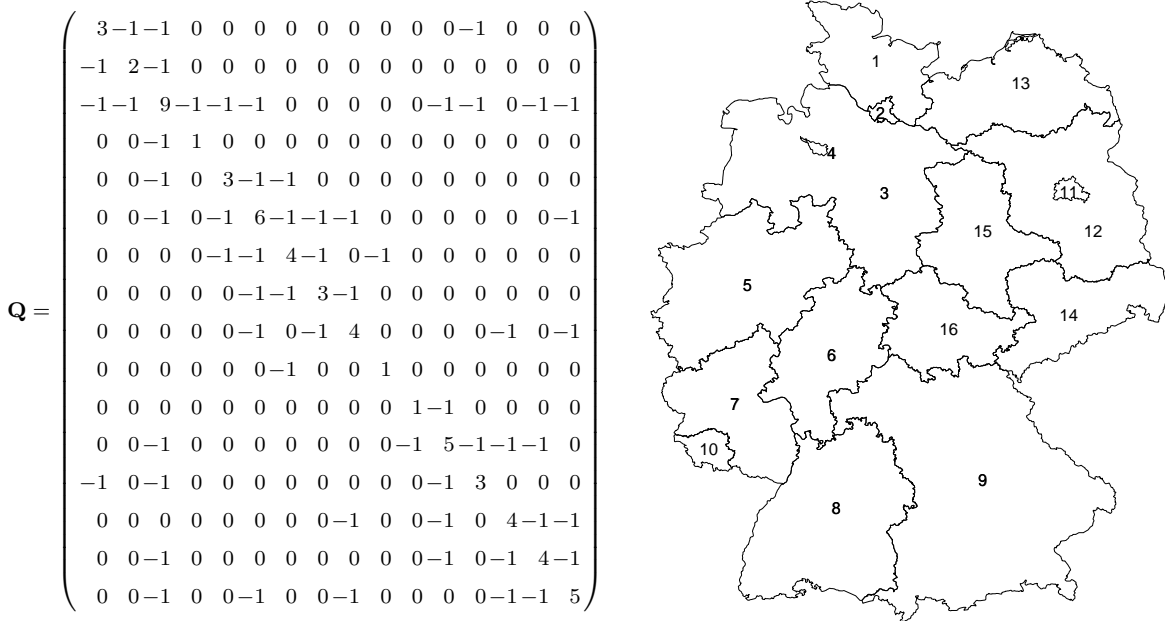 Q =
3 −1 −1 0 0 0 0 0 0 0 0 0 −1 0 0 0
−1 2 −1 0 0 0 0 0 0 0 0 0 0 0 0 0
−1 −1 9 −1 −1 −1 0 0 0 0 0 −1 −1 0 −1 −1
0 0 −1 1 0 0 0 0 0 0 0 0 0 0 0 0
0 0 −1 0 3 −1 −1 0 0 0 0 0 0 0 0 0
0 0 −1 0 −1 6 −1 −1 −1 0 0 0 0 0 0 −1
0 0 0 0 −1 −1 4 −1 0 −1 0 0 0 0 0 0
0 0 0 0 0 −1 −1 3 −1 0 0 0 0 0 0 0
0 0 0 0 0 −1 0 −1 4 0 0 0 0 −1 0 −1
0 0 0 0 0 0 −1 0 0 1 0 0 0 0 0 0
0 0 0 0 0 0 0 0 0 0 1 −1 0 0 0 0
0 0 −1 0 0 0 0 0 0 0 −1 5 −1 −1 −1 0
−1 0 −1 0 0 0 0 0 0 0 0 −1 3 0 0 0
0 0 0 0 0 0 0 0 −1 0 0 −1 0 4 −1 −1
0 0 −1 0 0 0 0 0 0 0 0 −1 0 −1 4 −1
0 0 −1 0 0 −1 0 0 −1 0 0 0 0 −1 −1 5
1
13
2
4
3
11
15
12
5
14
16
6
7
10
9
8